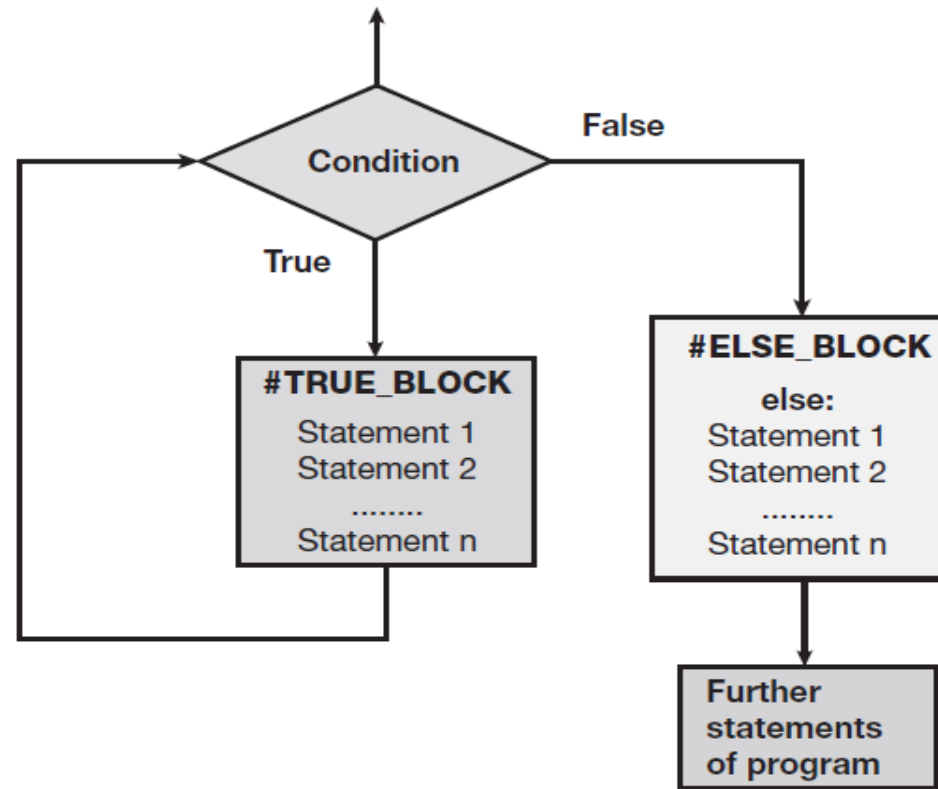 False
Condition
True
#TRUE_BLOCK
Statement 1
Statement 2
........
Statement n
#ELSE_BLOCK
else:
Statement 1
Statement 2
........
Statement n
Further
statements
of program